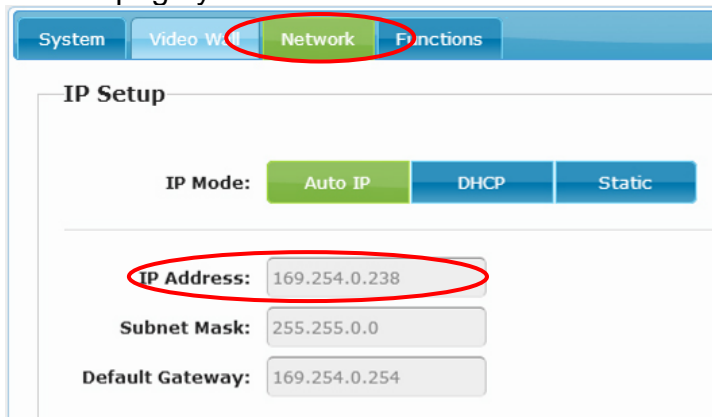 System Video Wall Network Functions
IP Setup
IP Mode: Auto IP DHCP Static
IP Address: 169.254.0.238
Subnet Mask: 255.255.0.0
Default Gateway: 169.254.0.254